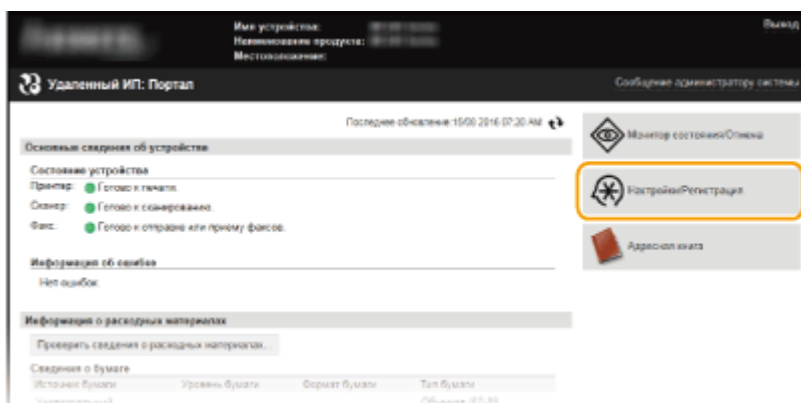 Имя устройства:
Наименование продукта:
Местоположение:
Выход
Удаленный ИП: Портал
Сообщение администратору системы
Последнее обновление:15/08 2016 07:20 AM
Основные сведения об устройстве
Монитор состояния/Отмена
Состояние устройства
Принтер: Готово к печати.
Настройки/Регистрация
Сканер: Готово к сканированию.
Факс: Готово к отправке или приему факсов.
Адресная книга
Информация об ошибке
Нет ошибок.
Информация о расходных материалах
Проверить сведения о расходных материалах...
Сведения о бумаге
Источник бумаги Уровень бумаги Формат бумаги Тип бумаги